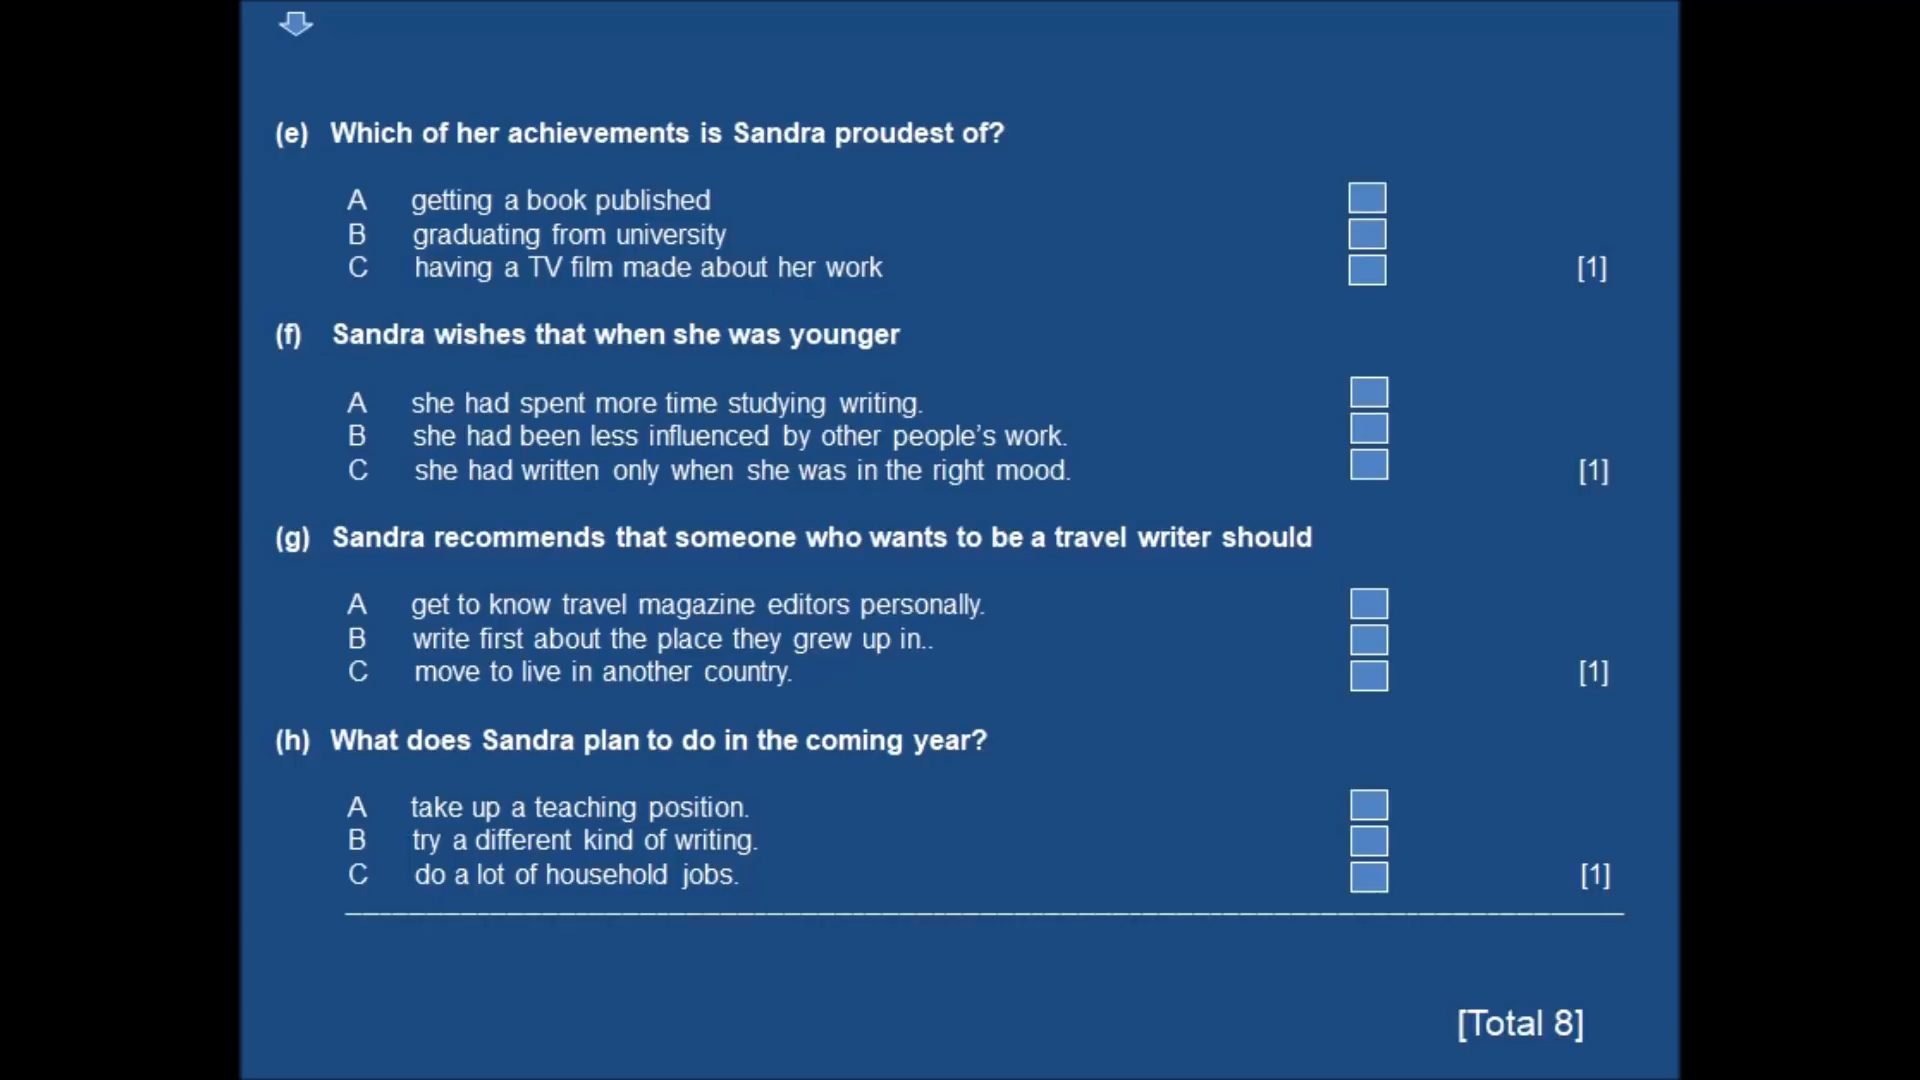 (e) Which of her achievements is Sandra proudest of?
A getting a book published
B graduating from university
C having a TV film made about her work [1]
(f) Sandra wishes that when she was younger
A she had spent more time studying writing.
B she had been less influenced by other people's work.
C she had written only when she was in the right mood. [1]
(g) Sandra recommends that someone who wants to be a travel writer should
A get to know travel magazine editors personally.
B write first about the place they grew up in..
C move to live in another country. [1]
(h) What does Sandra plan to do in the coming year?
A take up a teaching position.
B try a different kind of writing.
C do a lot of household jobs. [1]
[Total 8]